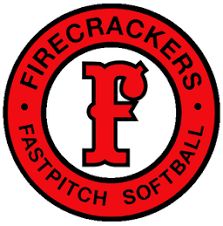 · FIRECRACKERS ·
F
FASTPITCH SOFTBALL